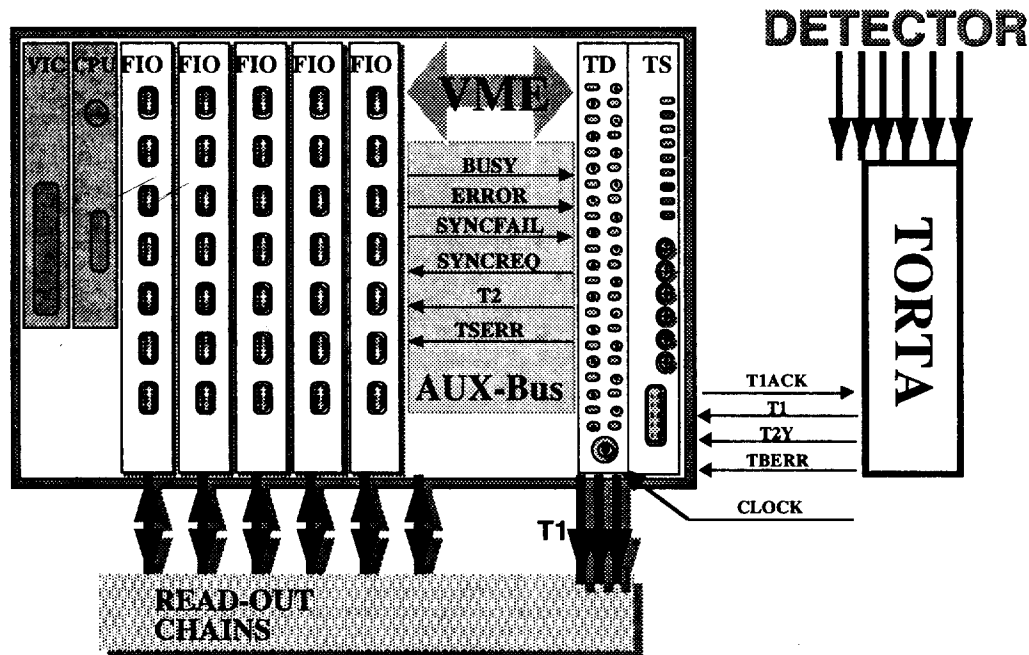 DETECTOR
VIC CPU FIO FIO FIO FIO FIO TD TS
VME
BUSY
ERROR
SYNCFAIL
SYNCREQ
T2
TSERR
AUX-Bus
TORTA
T1ACK
T1
T2Y
TBERR
CLOCK
T1
READ-OUT
CHAINS